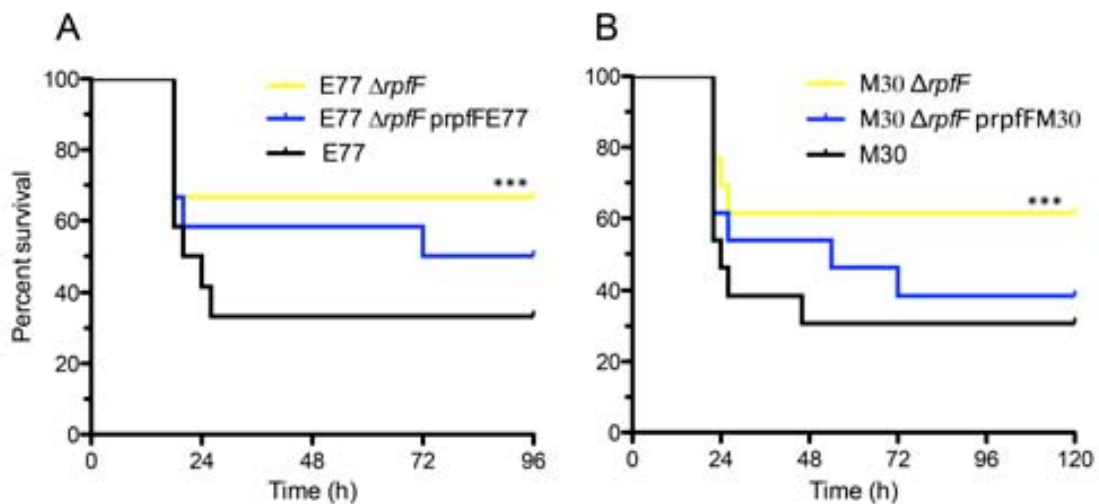 A
Percent survival
100
80
60
40
20
0
0 24 48 72 96
Time (h)
E77 ΔrpfF
E77 ΔrpfF prpfFE77
E77
***
B
100
80
60
40
20
0
0 24 48 72 96 120
Time (h)
M30 ΔrpfF
M30 ΔrpfF prpfFM30
M30
***